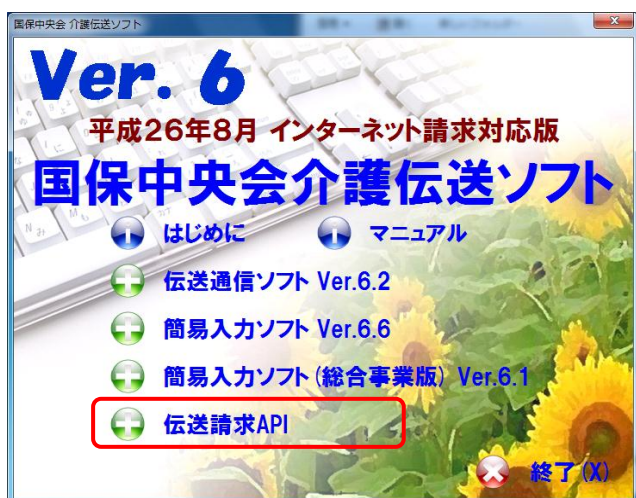 国保中央会 介護伝送ソフト
Ver. 6
平成26年8月 インターネット請求対応版
国保中央会介護伝送ソフト
はじめに マニュアル
伝送通信ソフト Ver.6.2
簡易入力ソフト Ver.6.6
簡易入力ソフト(総合事業版) Ver.6.1
伝送請求API
終了(X)